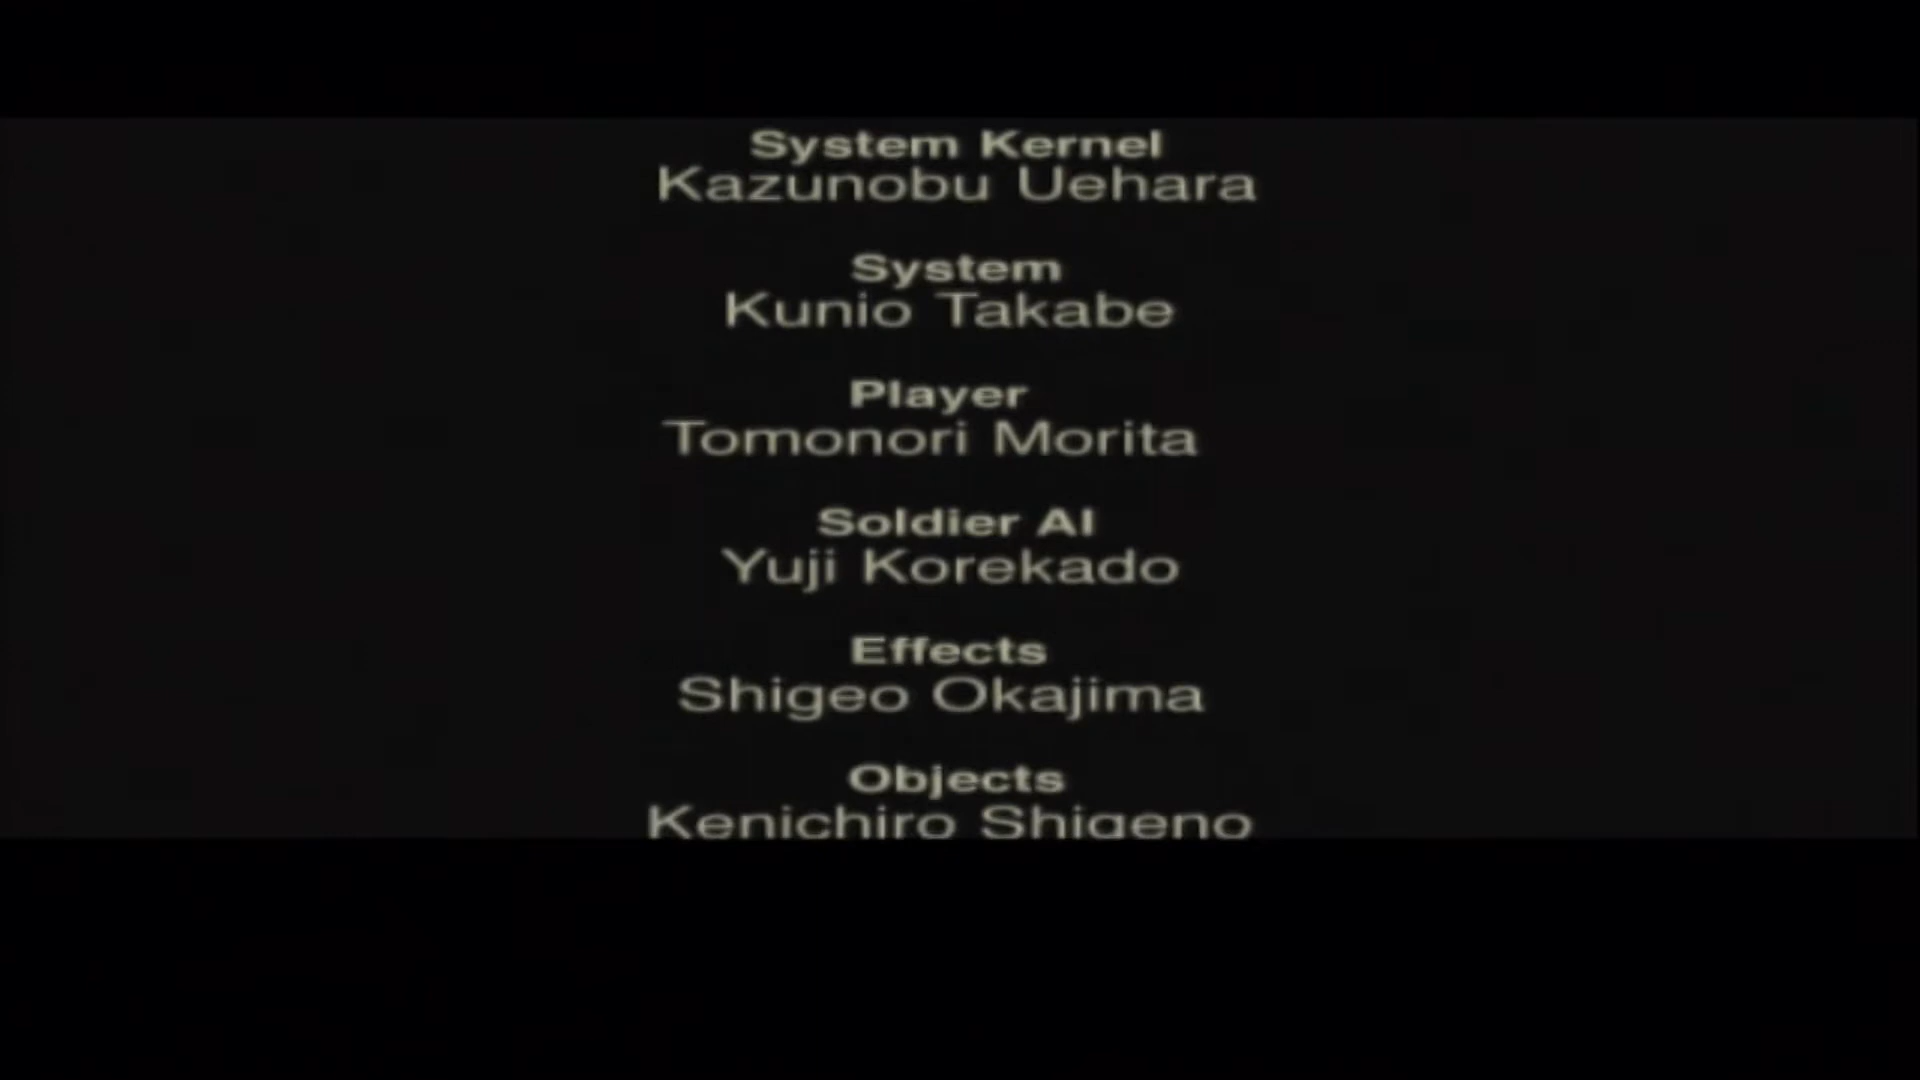 System Kernel
Kazunobu Uehara
System
Kunio Takabe
Player
Tomonori Morita
Soldier AI
Yuji Korekado
Effects
Shigeo Okajima
Objects
Kenichiro Shigeno